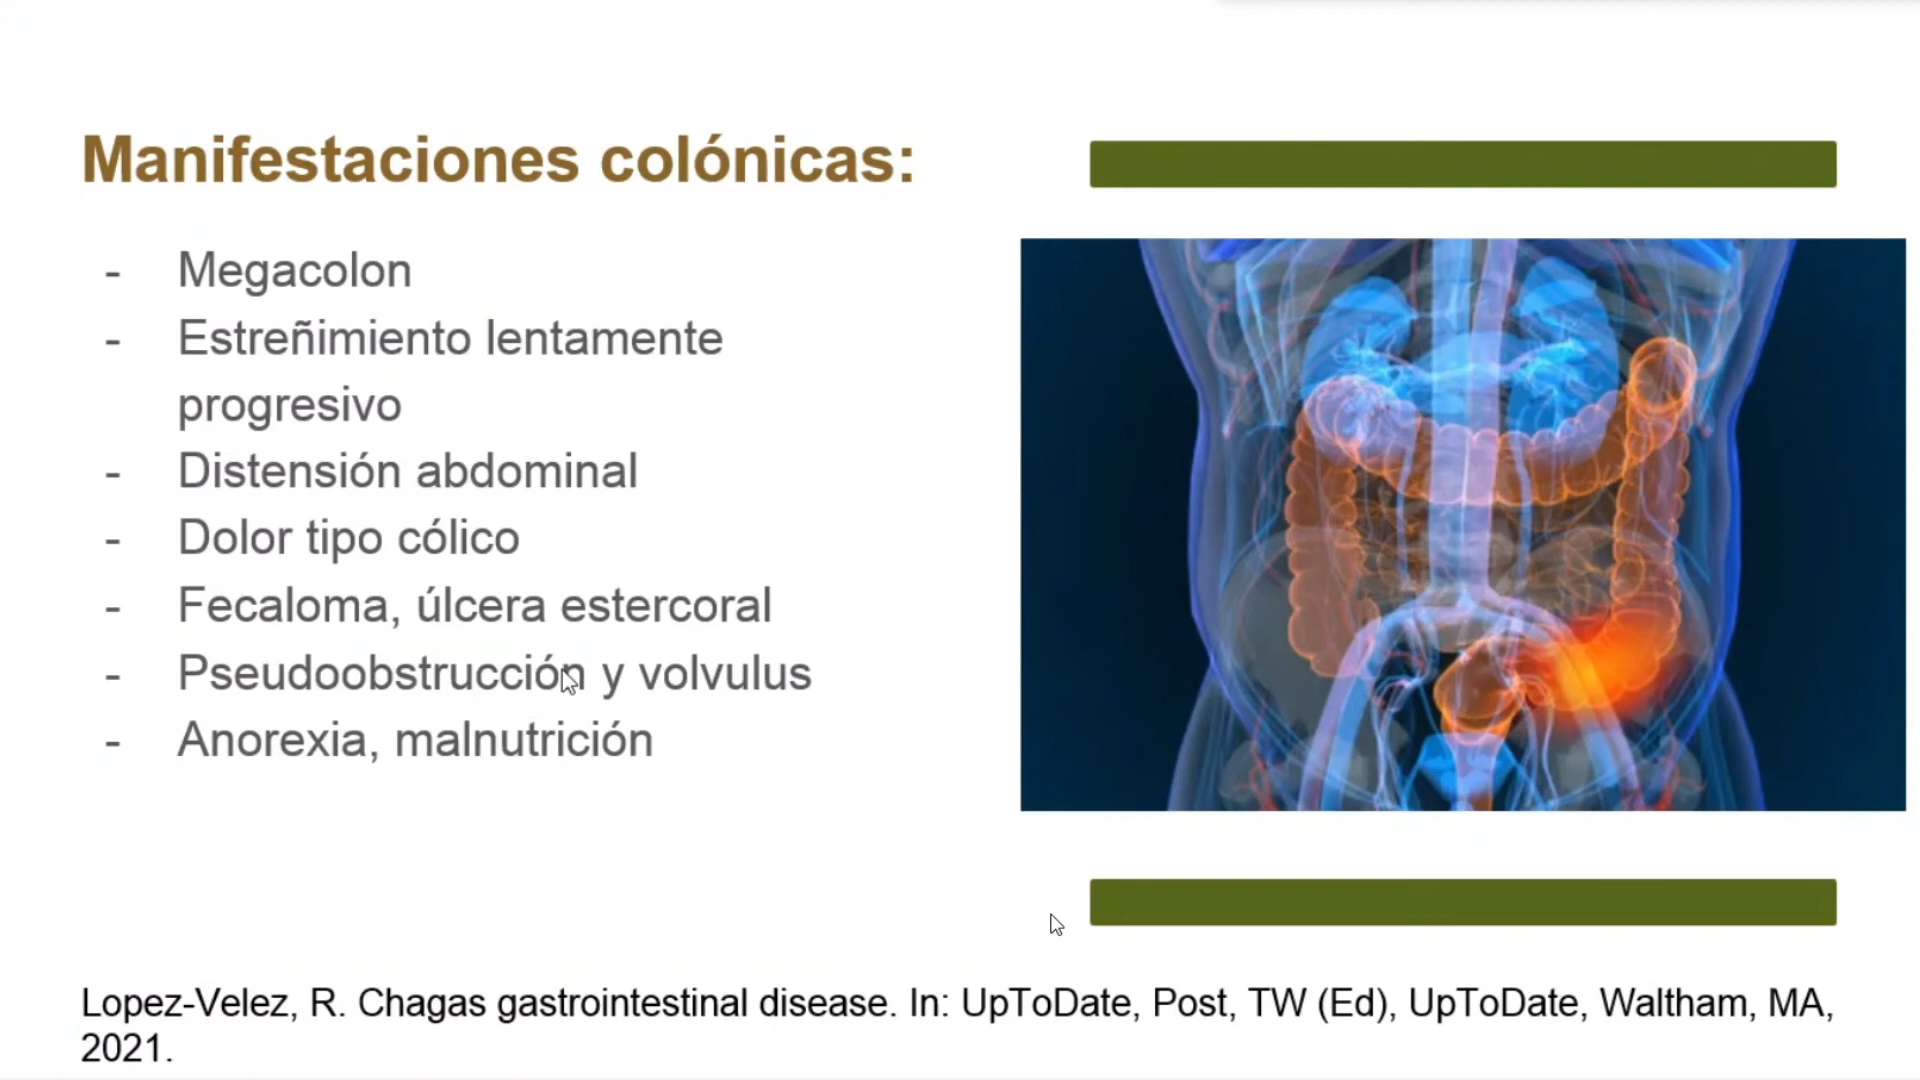 Manifestaciones colónicas:
- Megacolon
- Estreñimiento lentamente
progresivo
- Distensión abdominal
- Dolor tipo cólico
- Fecaloma, úlcera estercoral
- Pseudoobstrucción y volvulus
- Anorexia, malnutrición
Lopez-Velez, R. Chagas gastrointestinal disease. In: UpToDate, Post, TW (Ed), UpToDate, Waltham, MA,
2021.